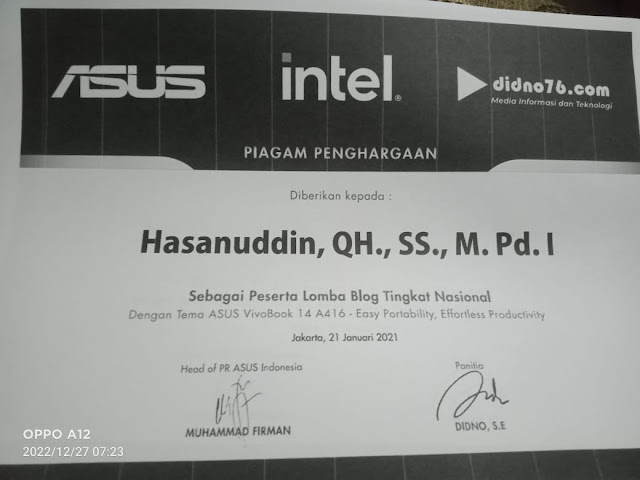 ASUS
intel.
didno76.com
Media Informasi dan Teknologi
PIAGAM PENGHARGAAN
Diberikan kepada :
Hasanuddin, QH., SS., M. Pd. I
Sebagai Peserta Lomba Blog Tingkat Nasional
Dengan Tema ASUS VivoBook 14 A416 - Easy Portability, Effortless Productivity
Jakarta, 21 Januari 2021
Head of PR ASUS Indonesia
Panitia
MUHAMMAD FIRMAN
DIDNO, S.E
OPPO A12
2022/12/27 07:23